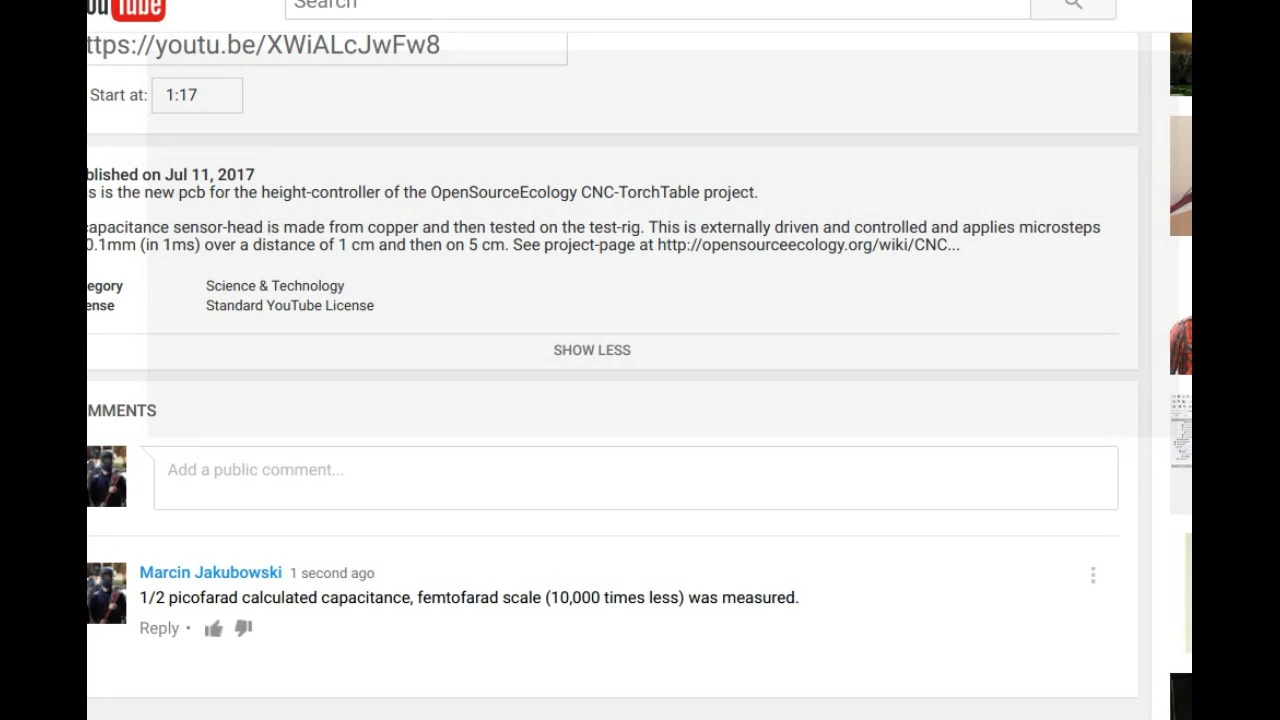 ou Tube
Search
ttps://youtu.be/XWiALcJwFw8
Start at: 1:17
blished on Jul 11, 2017
s is the new pcb for the height-controller of the OpenSourceEcology CNC-TorchTable project.
capacitance sensor-head is made from copper and then tested on the test-rig. This is externally driven and controlled and applies microsteps
0.1mm (in 1ms) over a distance of 1 cm and then on 5 cm. See project-page at http://opensourceecology.org/wiki/CNC...
egory Science & Technology
ense Standard YouTube License
SHOW LESS
MMENTS
Add a public comment...
Marcin Jakubowski 1 second ago
1/2 picofarad calculated capacitance, femtofarad scale (10,000 times less) was measured.
Reply •